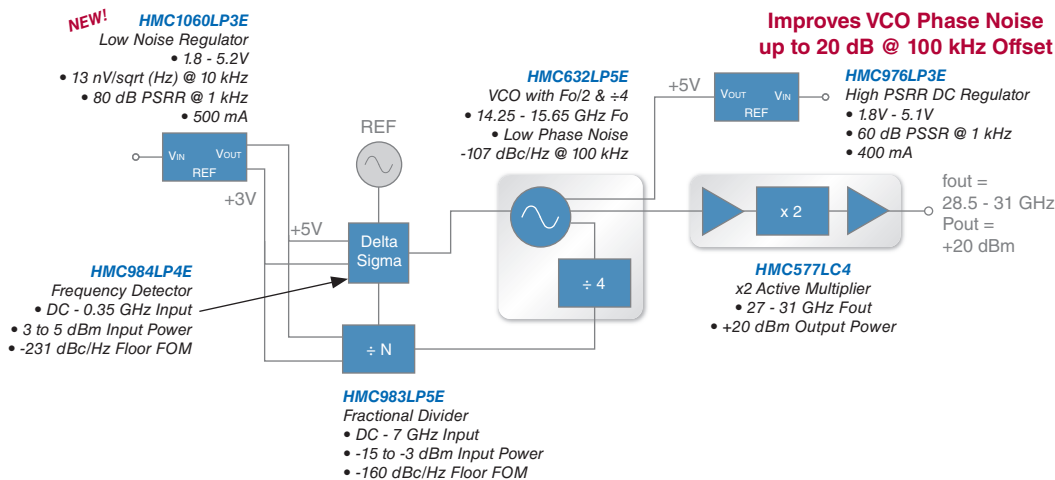 NEW!
HMC1060LP3E
Low Noise Regulator
• 1.8 - 5.2V
• 13 nV/sqrt (Hz) @ 10 kHz
• 80 dB PSRR @ 1 kHz
• 500 mA
Improves VCO Phase Noise
up to 20 dB @ 100 kHz Offset
HMC632LP5E
VCO with Fo/2 & ÷4
• 14.25 - 15.65 GHz Fo
• Low Phase Noise
-107 dBc/Hz @ 100 kHz
+5V
VOUT VIN
REF
HMC976LP3E
High PSRR DC Regulator
• 1.8V - 5.1V
• 60 dB PSSR @ 1 kHz
• 400 mA
VIN VOUT
REF
+3V
REF
+5V
Delta
Sigma
x 2
fout =
28.5 - 31 GHz
Pout =
+20 dBm
HMC984LP4E
Frequency Detector
• DC - 0.35 GHz Input
• 3 to 5 dBm Input Power
• -231 dBc/Hz Floor FOM
÷ 4
HMC577LC4
x2 Active Multiplier
• 27 - 31 GHz Fout
• +20 dBm Output Power
÷ N
HMC983LP5E
Fractional Divider
• DC - 7 GHz Input
• -15 to -3 dBm Input Power
• -160 dBc/Hz Floor FOM